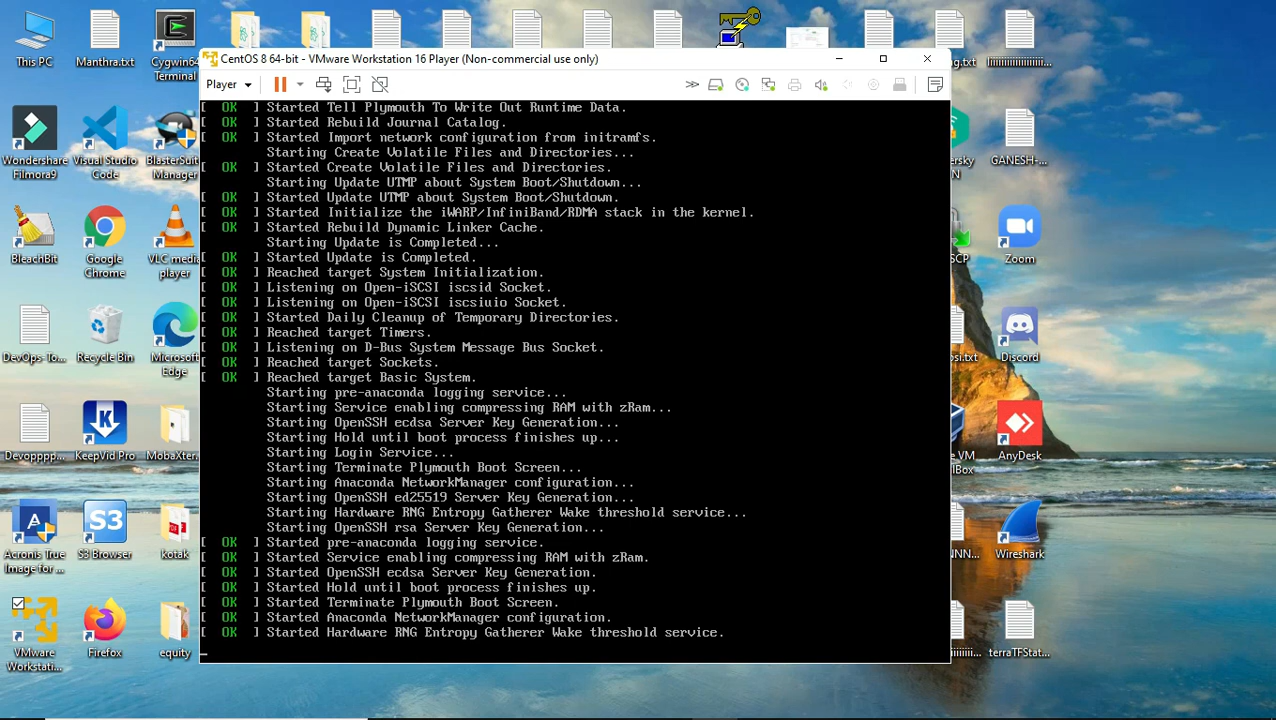 CentOS 8 64-bit - VMware Workstation 16 Player (Non-commercial use only)
Player
[ OK ] Started Tell Plymouth To Write Out Runtime Data.
[ OK ] Started Rebuild Journal Catalog.
[ OK ] Started Import network configuration from initramfs.
Starting Create Volatile Files and Directories...
[ OK ] Started Create Volatile Files and Directories.
Starting Update UTMP about System Boot/Shutdown...
[ OK ] Started Update UTMP about System Boot/Shutdown.
[ OK ] Started Initialize the iWARP/InfiniBand/RDMA stack in the kernel.
[ OK ] Started Rebuild Dynamic Linker Cache.
Starting Update is Completed...
[ OK ] Started Update is Completed.
[ OK ] Reached target System Initialization.
[ OK ] Listening on Open-iSCSI iscsid Socket.
[ OK ] Listening on Open-iSCSI iscsiuio Socket.
[ OK ] Started Daily Cleanup of Temporary Directories.
[ OK ] Reached target Timers.
[ OK ] Listening on D-Bus System Message Bus Socket.
[ OK ] Reached target Sockets.
[ OK ] Reached target Basic System.
Starting pre-anaconda logging service...
Starting Service enabling compressing RAM with zRam...
Starting OpenSSH ecdsa Server Key Generation...
Starting Hold until boot process finishes up...
Starting Login Service...
Starting Terminate Plymouth Boot Screen...
Starting Anaconda NetworkManager configuration...
Starting OpenSSH ed25519 Server Key Generation...
Starting Hardware RNG Entropy Gatherer Wake threshold service...
Starting OpenSSH rsa Server Key Generation...
[ OK ] Started pre-anaconda logging service.
[ OK ] Started Service enabling compressing RAM with zRam.
[ OK ] Started OpenSSH ecdsa Server Key Generation.
[ OK ] Started Hold until boot process finishes up.
[ OK ] Started Terminate Plymouth Boot Screen.
[ OK ] Started Anaconda NetworkManager configuration.
[ OK ] Started Hardware RNG Entropy Gatherer Wake threshold service.
This PC
Manthra.txt
Cygwin64
Terminal
Wondershare
Filmora9
Visual Studio
Code
BlasterSuite
Manager
BleachBit
Google
Chrome
VLC media
player
DevOps-To...
Recycle Bin
Microsoft
Edge
Devopppp...
KeepVid Pro
MobaXter...
Acronis True
Image for ...
S3
S3 Browser
kotak
VMware
Workstati...
Firefox
equity
GANESH-...
Zoom
Discord
AnyDesk
Wireshark
terraTFStat...